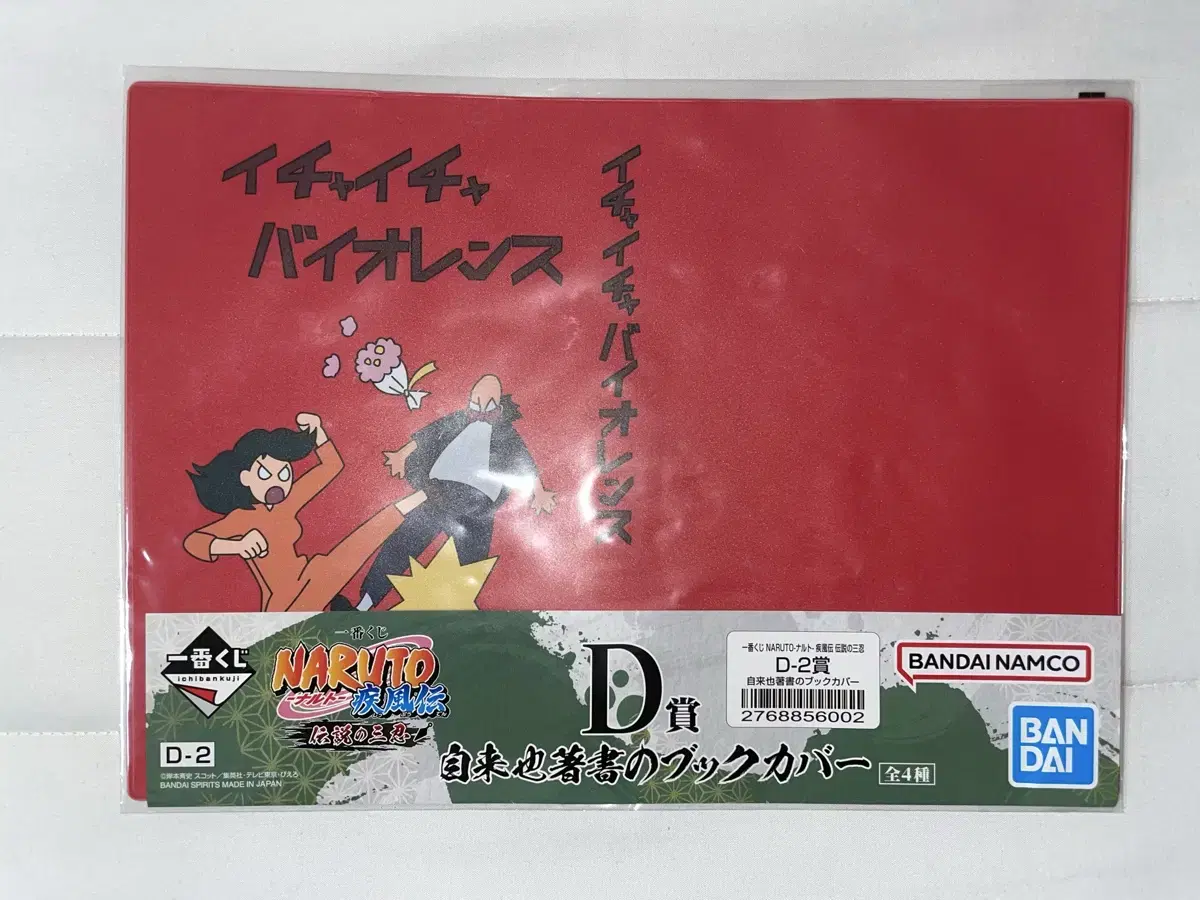 イチャイチャ
バイオレンス
イチャイチャバイオレンス
一番くじ
ichibankuji
D-2
一番くじ
NARUTO
-ナルト-
疾風伝
伝説の三忍
©岸本斉史 スコット/集英社・テレビ東京・ぴえろ
BANDAI SPIRITS MADE IN JAPAN
D賞
自来也著書のブックカバー
全4種
一番くじ NARUTO-ナルト- 疾風伝 伝説の三忍
D-2賞
自来也著書のブックカバー
2768856002
BANDAI NAMCO
BAN
DAI